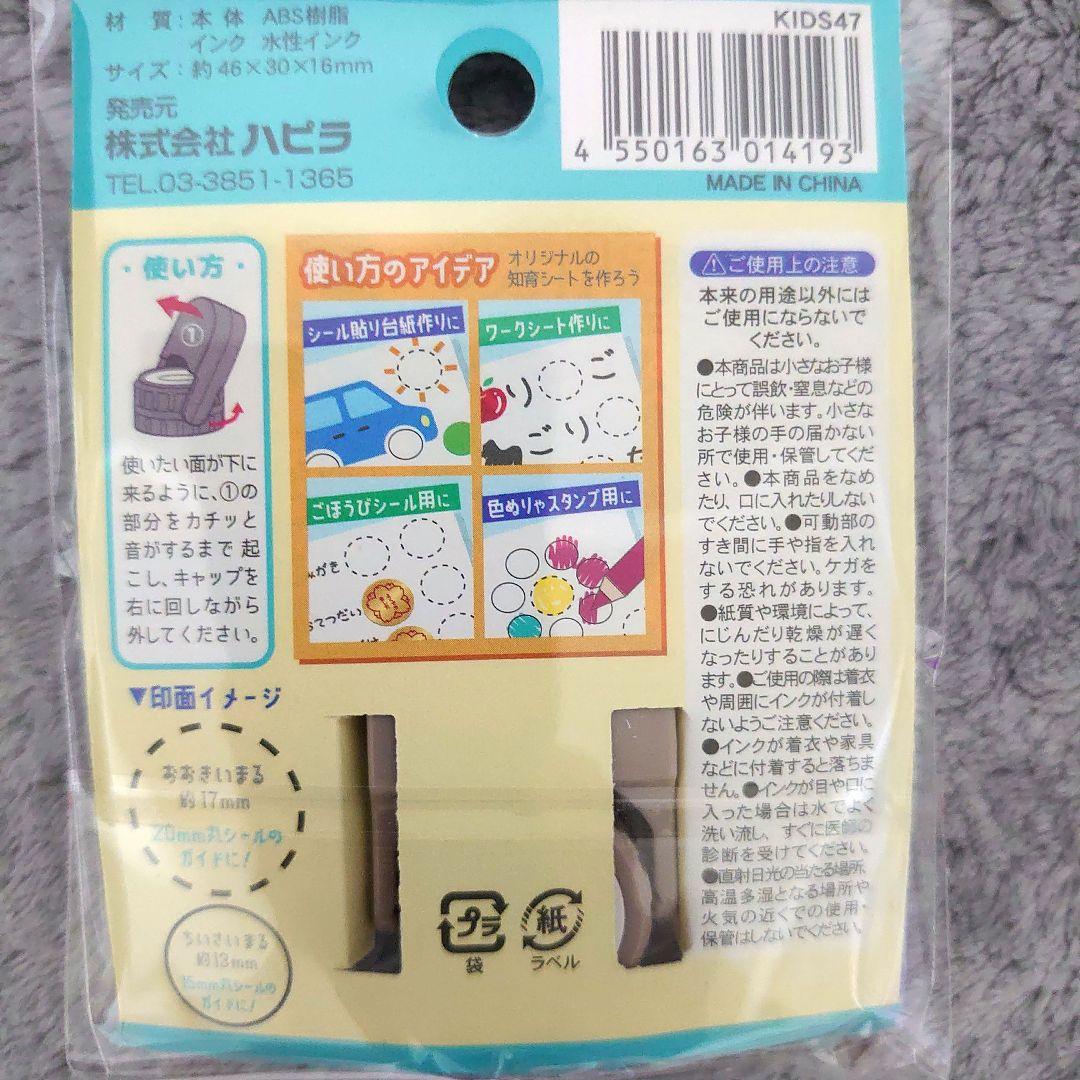 材 質：本 体 ABS樹脂
インク 水性インク
サイズ：約46×30×16mm
発売元
株式会社ハピラ
TEL.03-3851-1365
KIDS47
4 550163 014193
MADE IN CHINA
・使い方・
①
使いたい面が下に
来るように、①の
部分をカチッと
音がするまで起
こし、キャップを
右に回しながら
外してください。
使い方のアイデア
オリジナルの
知育シートを作ろう
シール貼り台紙作りに
ワークシート作りに
ご
り
ごり
ごほうびシール用に
みがき
おてつだい
色ぬりやスタンプ用に
▼印面イメージ
おおきいまる
約17mm
20mm丸シールの
ガイドに！
ちいさいまる
約13mm
15mm丸シールの
ガイドに！
プラ
袋
紙
ラベル
⚠ご使用上の注意
本来の用途以外には
ご使用にならないで
ください。
●本商品は小さなお子様
にとって誤飲・窒息などの
危険が伴います。小さな
お子様の手の届かない
所で使用・保管してくだ
さい。●本商品をなめ
たり、口に入れたりしない
でください。●可動部の
すき間に手や指を入れ
ないでください。ケガを
する恐れがあります。
●紙質や環境によって、
にじんだり乾燥が遅く
なったりすることがあり
ます。●ご使用の際は着衣
や周囲にインクが付着し
ないようご注意ください。
●インクが着衣や家具
などに付着すると落ちま
せん。●インクが目や口に
入った場合は水でよく
洗い流し、すぐに医師の
診断を受けてください。
●直射日光の当たる場所、
高温多湿となる場所や
火気の近くでの使用・
保管はしないでください。